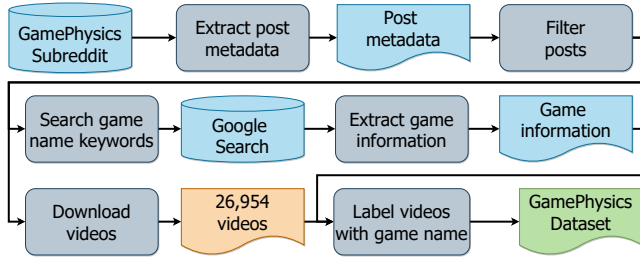 GamePhysics
Subreddit
Extract post
metadata
Post
metadata
Filter
posts
Search game
name keywords
Google
Search
Extract game
information
Game
information
Download
videos
26,954
videos
Label videos
with game name
GamePhysics
Dataset